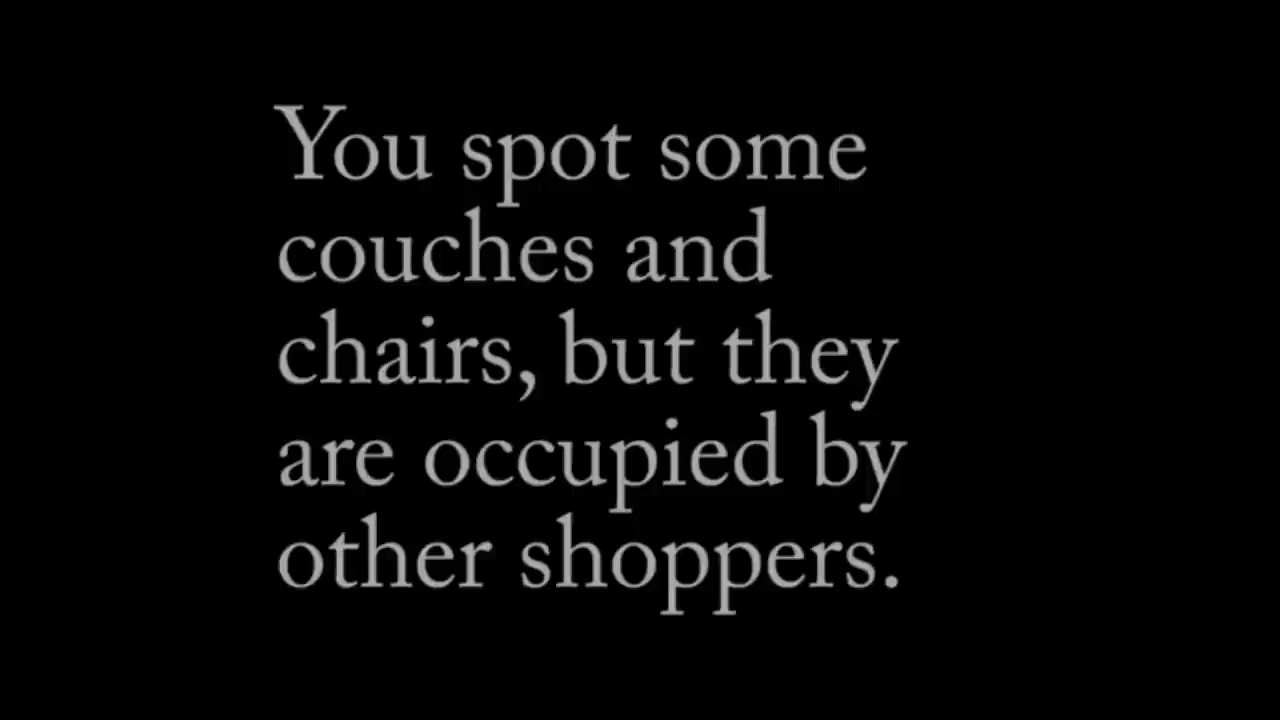 You spot some
couches and
chairs, but they
are occupied by
other shoppers.